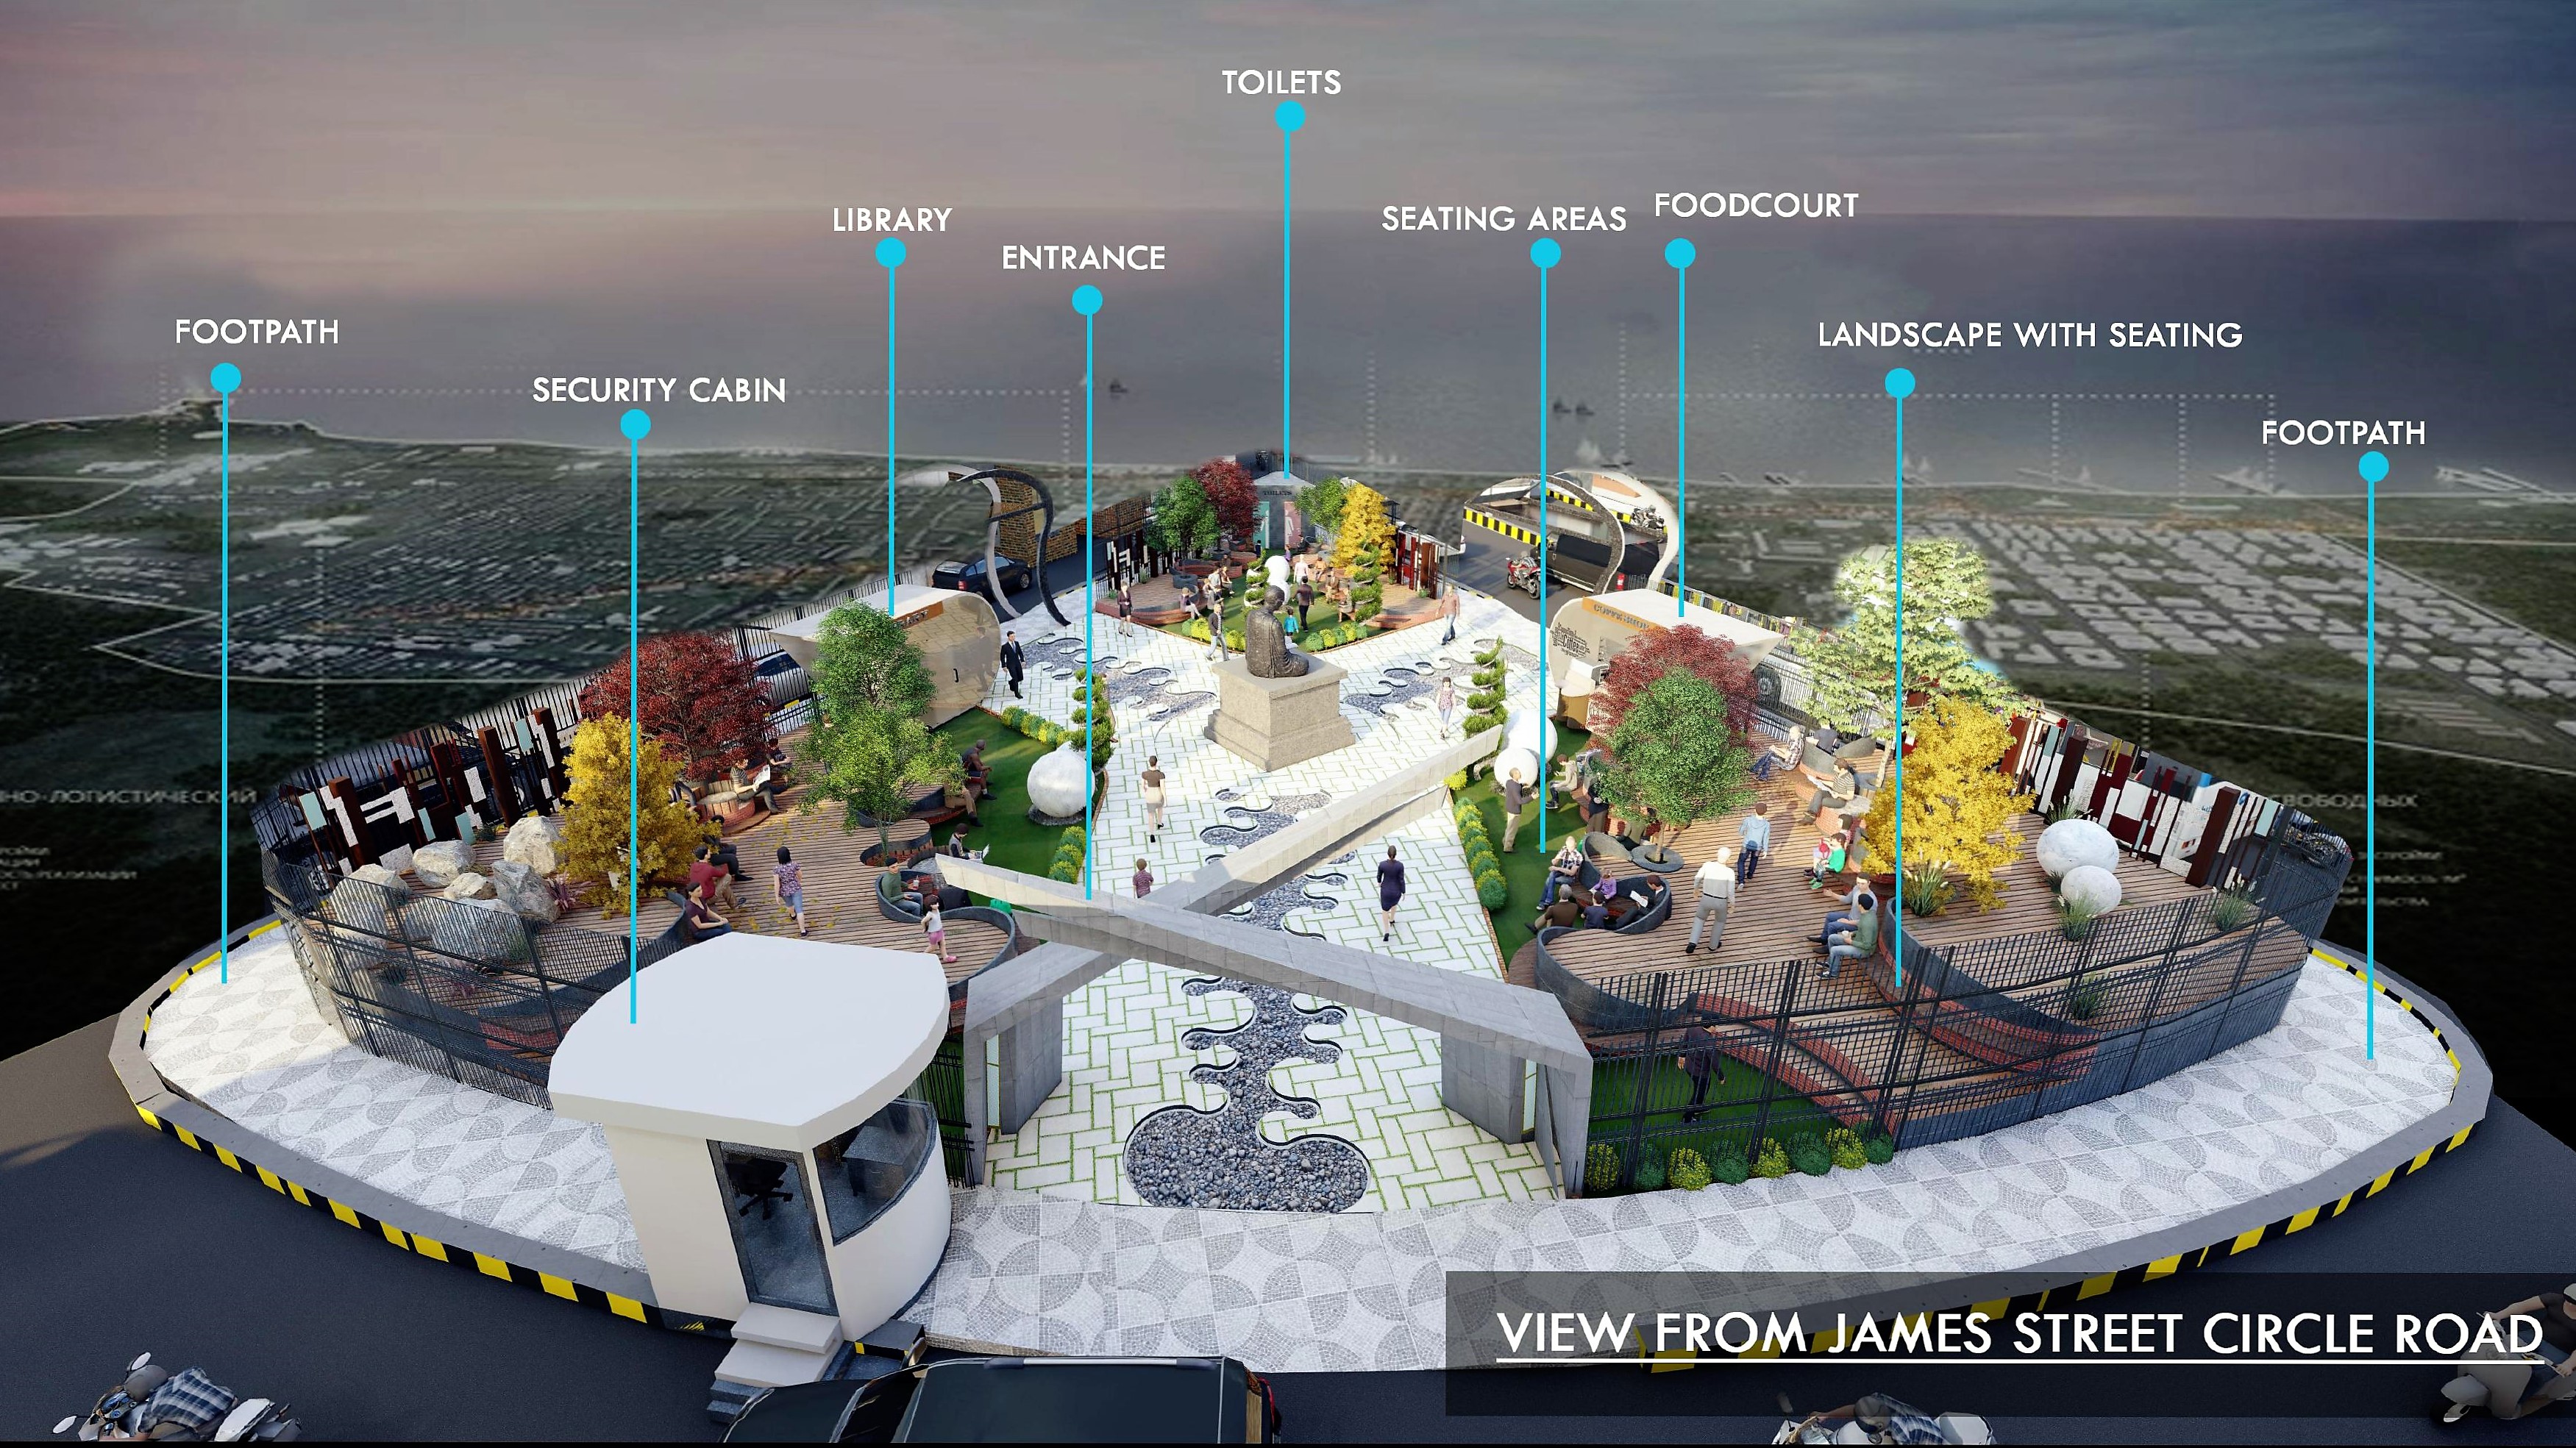 TOILETS
LIBRARY
ENTRANCE
SEATING AREAS
FOODCOURT
FOOTPATH
SECURITY CABIN
LANDSCAPE WITH SEATING
FOOTPATH
TOILETS
VIEW FROM JAMES STREET CIRCLE ROAD